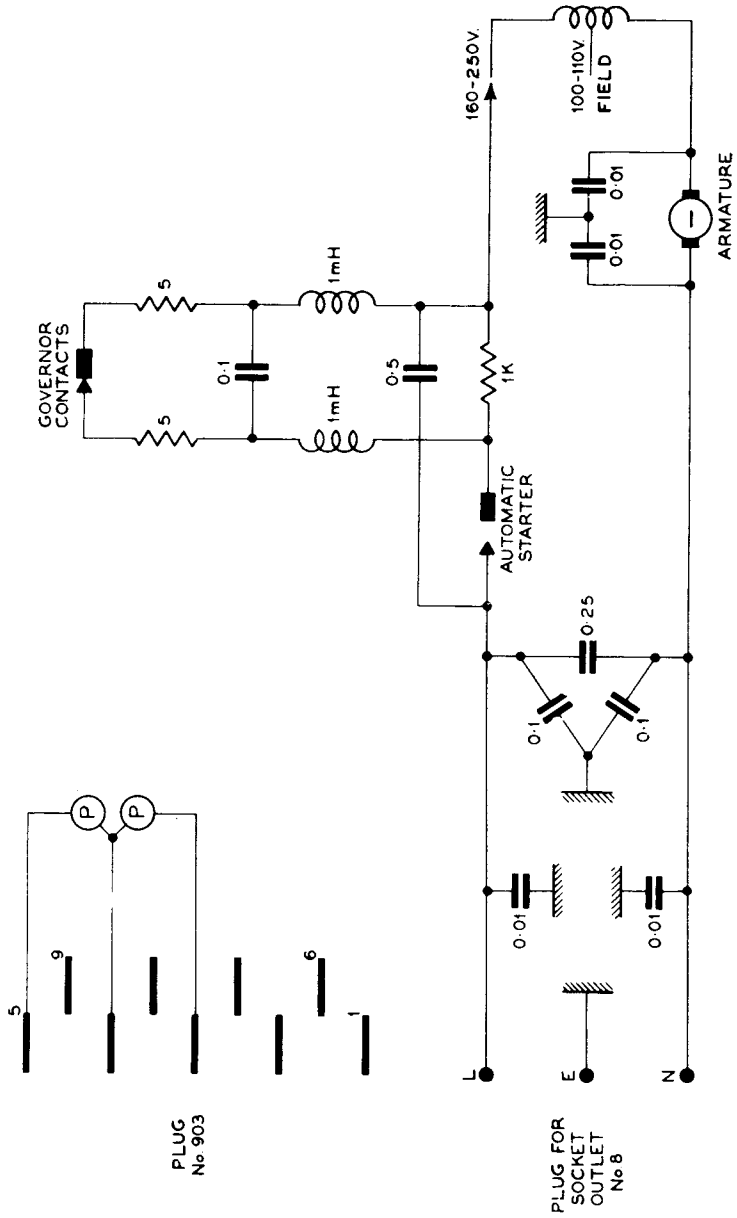 PLUG
No. 903
5
9
6
1
P
P
GOVERNOR
CONTACTS
5
5
0·1
1mH
1mH
0·5
1K
AUTOMATIC
STARTER
160-250V.
100-110V.
FIELD
0·01
0·01
ARMATURE
0·25
0·1
0·1
0·01
0·01
L
E
N
PLUG FOR
SOCKET
OUTLET
No 8